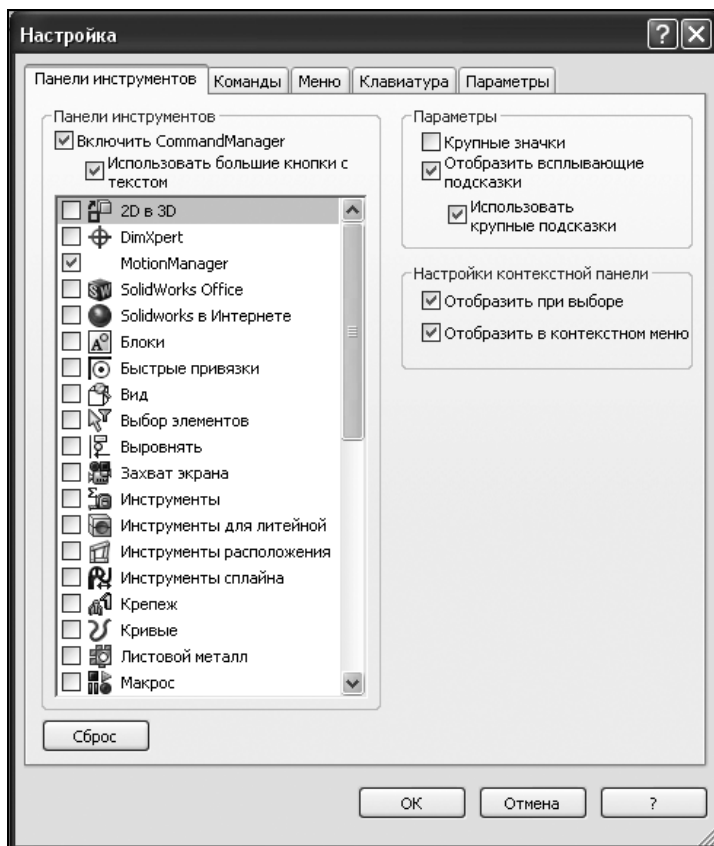 Настройка
Панели инструментов
Команды
Меню
Клавиатура
Параметры
Панели инструментов
Включить CommandManager
Использовать большие кнопки с
текстом
2D в 3D
DimXpert
MotionManager
SolidWorks Office
Solidworks в Интернете
Блоки
Быстрые привязки
Вид
Выбор элементов
Выровнять
Захват экрана
Инструменты
Инструменты для литейной
Инструменты расположения
Инструменты сплайна
Крепеж
Кривые
Листовой металл
Макрос
Параметры
Крупные значки
Отобразить всплывающие
подсказки
Использовать
крупные подсказки
Настройки контекстной панели
Отобразить при выборе
Отобразить в контекстном меню
Сброс
ОК
Отмена
?